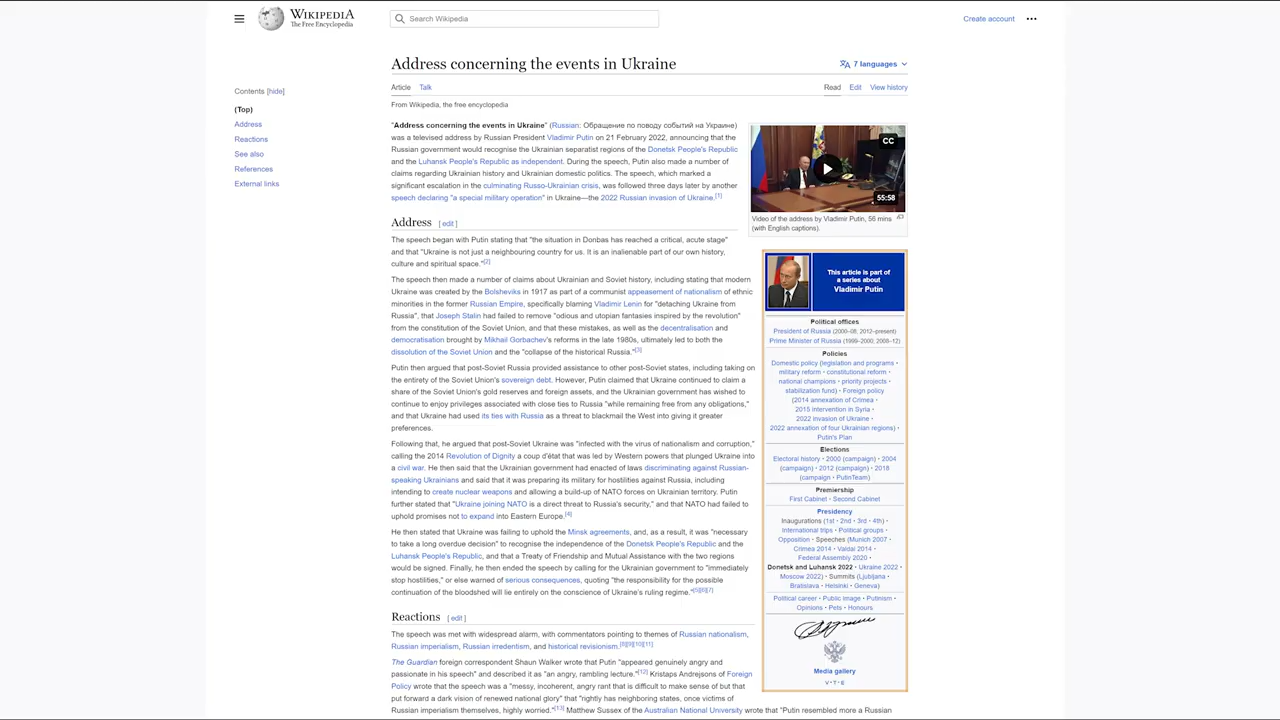 WIKIPEDIA
The Free Encyclopedia
Search Wikipedia
Create account
Address concerning the events in Ukraine
7 languages
Article Talk
Read Edit View history
From Wikipedia, the free encyclopedia
Contents [hide]
(Top)
Address
Reactions
See also
References
External links
"Address concerning the events in Ukraine" (Russian: Обращение по поводу событий на Украине)
was a televised address by Russian President Vladimir Putin on 21 February 2022, announcing that the
Russian government would recognise the Ukrainian separatist regions of the Donetsk People's Republic
and the Luhansk People's Republic as independent. During the speech, Putin also made a number of
claims regarding Ukrainian history and Ukrainian domestic politics. The speech, which marked a
significant escalation in the culminating Russo-Ukrainian crisis, was followed three days later by another
speech declaring "a special military operation" in Ukraine—the 2022 Russian invasion of Ukraine.[1]
CC
55:58
Video of the address by Vladimir Putin, 56 mins
(with English captions).
Address [ edit ]
The speech began with Putin stating that "the situation in Donbas has reached a critical, acute stage"
and that "Ukraine is not just a neighbouring country for us. It is an inalienable part of our own history,
culture and spiritual space."[2]
The speech then made a number of claims about Ukrainian and Soviet history, including stating that modern
Ukraine was created by the Bolsheviks in 1917 as part of a communist appeasement of nationalism of ethnic
minorities in the former Russian Empire, specifically blaming Vladimir Lenin for "detaching Ukraine from
Russia", that Joseph Stalin had failed to remove "odious and utopian fantasies inspired by the revolution"
from the constitution of the Soviet Union, and that these mistakes, as well as the decentralisation and
democratisation brought by Mikhail Gorbachev's reforms in the late 1980s, ultimately led to both the
dissolution of the Soviet Union and the "collapse of the historical Russia."[3]
Putin then argued that post-Soviet Russia provided assistance to other post-Soviet states, including taking on
the entirety of the Soviet Union's sovereign debt. However, Putin claimed that Ukraine continued to claim a
share of the Soviet Union's gold reserves and foreign assets, and the Ukrainian government has wished to
continue to enjoy privileges associated with close ties to Russia "while remaining free from any obligations,"
and that Ukraine had used its ties with Russia as a threat to blackmail the West into giving it greater
preferences.
Following that, he argued that post-Soviet Ukraine was "infected with the virus of nationalism and corruption,"
calling the 2014 Revolution of Dignity a coup d'état that was led by Western powers that plunged Ukraine into
a civil war. He then said that the Ukrainian government had enacted of laws discriminating against Russian-
speaking Ukrainians and said that it was preparing its military for hostilities against Russia, including
intending to create nuclear weapons and allowing a build-up of NATO forces on Ukrainian territory. Putin
further stated that "Ukraine joining NATO is a direct threat to Russia's security," and that NATO had failed to
uphold promises not to expand into Eastern Europe.[4]
He then stated that Ukraine was failing to uphold the Minsk agreements, and, as a result, it was "necessary
to take a long overdue decision" to recognise the independence of the Donetsk People's Republic and the
Luhansk People's Republic, and that a Treaty of Friendship and Mutual Assistance with the two regions
would be signed. Finally, he then ended the speech by calling for the Ukrainian government to "immediately
stop hostilities," or else warned of serious consequences, quoting "the responsibility for the possible
continuation of the bloodshed will lie entirely on the conscience of Ukraine's ruling regime."[5][6][7]
Reactions [ edit ]
The speech was met with widespread alarm, with commentators pointing to themes of Russian nationalism,
Russian imperialism, Russian irredentism, and historical revisionism.[8][9][10][11]
The Guardian foreign correspondent Shaun Walker wrote that Putin "appeared genuinely angry and
passionate in his speech" and described it as "an angry, rambling lecture."[12] Kristaps Andrejsons of Foreign
Policy wrote that the speech was a "messy, incoherent, angry rant that is difficult to make sense of but that
put forward a dark vision of renewed national glory" that "rightly has neighboring states, once victims of
Russian imperialism themselves, highly worried."[13] Matthew Sussex of the Australian National University wrote that "Putin resembled more a Russian
This article is part of
a series about
Vladimir Putin
Political offices
President of Russia (2000–08; 2012–present)
Prime Minister of Russia (1999–2000; 2008–12)
Policies
Domestic policy (legislation and programs •
military reform • constitutional reform •
national champions • priority projects •
stabilization fund) • Foreign policy
(2014 annexation of Crimea •
2015 intervention in Syria •
2022 invasion of Ukraine •
2022 annexation of four Ukrainian regions) •
Putin's Plan
Elections
Electoral history • 2000 (campaign) • 2004
(campaign) • 2012 (campaign) • 2018
(campaign • PutinTeam)
Premiership
First Cabinet • Second Cabinet
Presidency
Inaugurations (1st • 2nd • 3rd • 4th) •
International trips • Political groups •
Opposition • Speeches (Munich 2007 •
Crimea 2014 • Valdai 2014 •
Federal Assembly 2020 •
Donetsk and Luhansk 2022 • Ukraine 2022 •
Moscow 2022) • Summits (Ljubljana •
Bratislava • Helsinki • Geneva)
Political career • Public image • Putinism •
Opinions • Pets • Honours
Media gallery
V • T • E